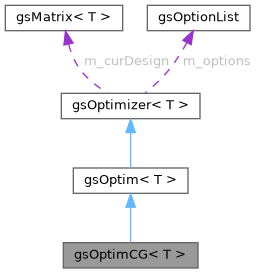 gsMatrix< T >
gsOptionList
m_curDesign
m_options
gsOptimizer< T >
gsOptim< T >
gsOptimCG< T >